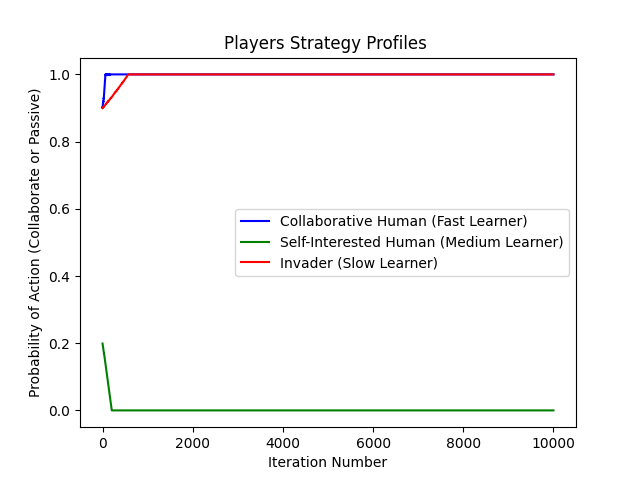 Players Strategy Profiles
Probability of Action (Collaborate or Passive)
1.0
0.8
0.6
0.4
0.2
0.0
Collaborative Human (Fast Learner)
Self-Interested Human (Medium Learner)
Invader (Slow Learner)
0 2000 4000 6000 8000 10000
Iteration Number